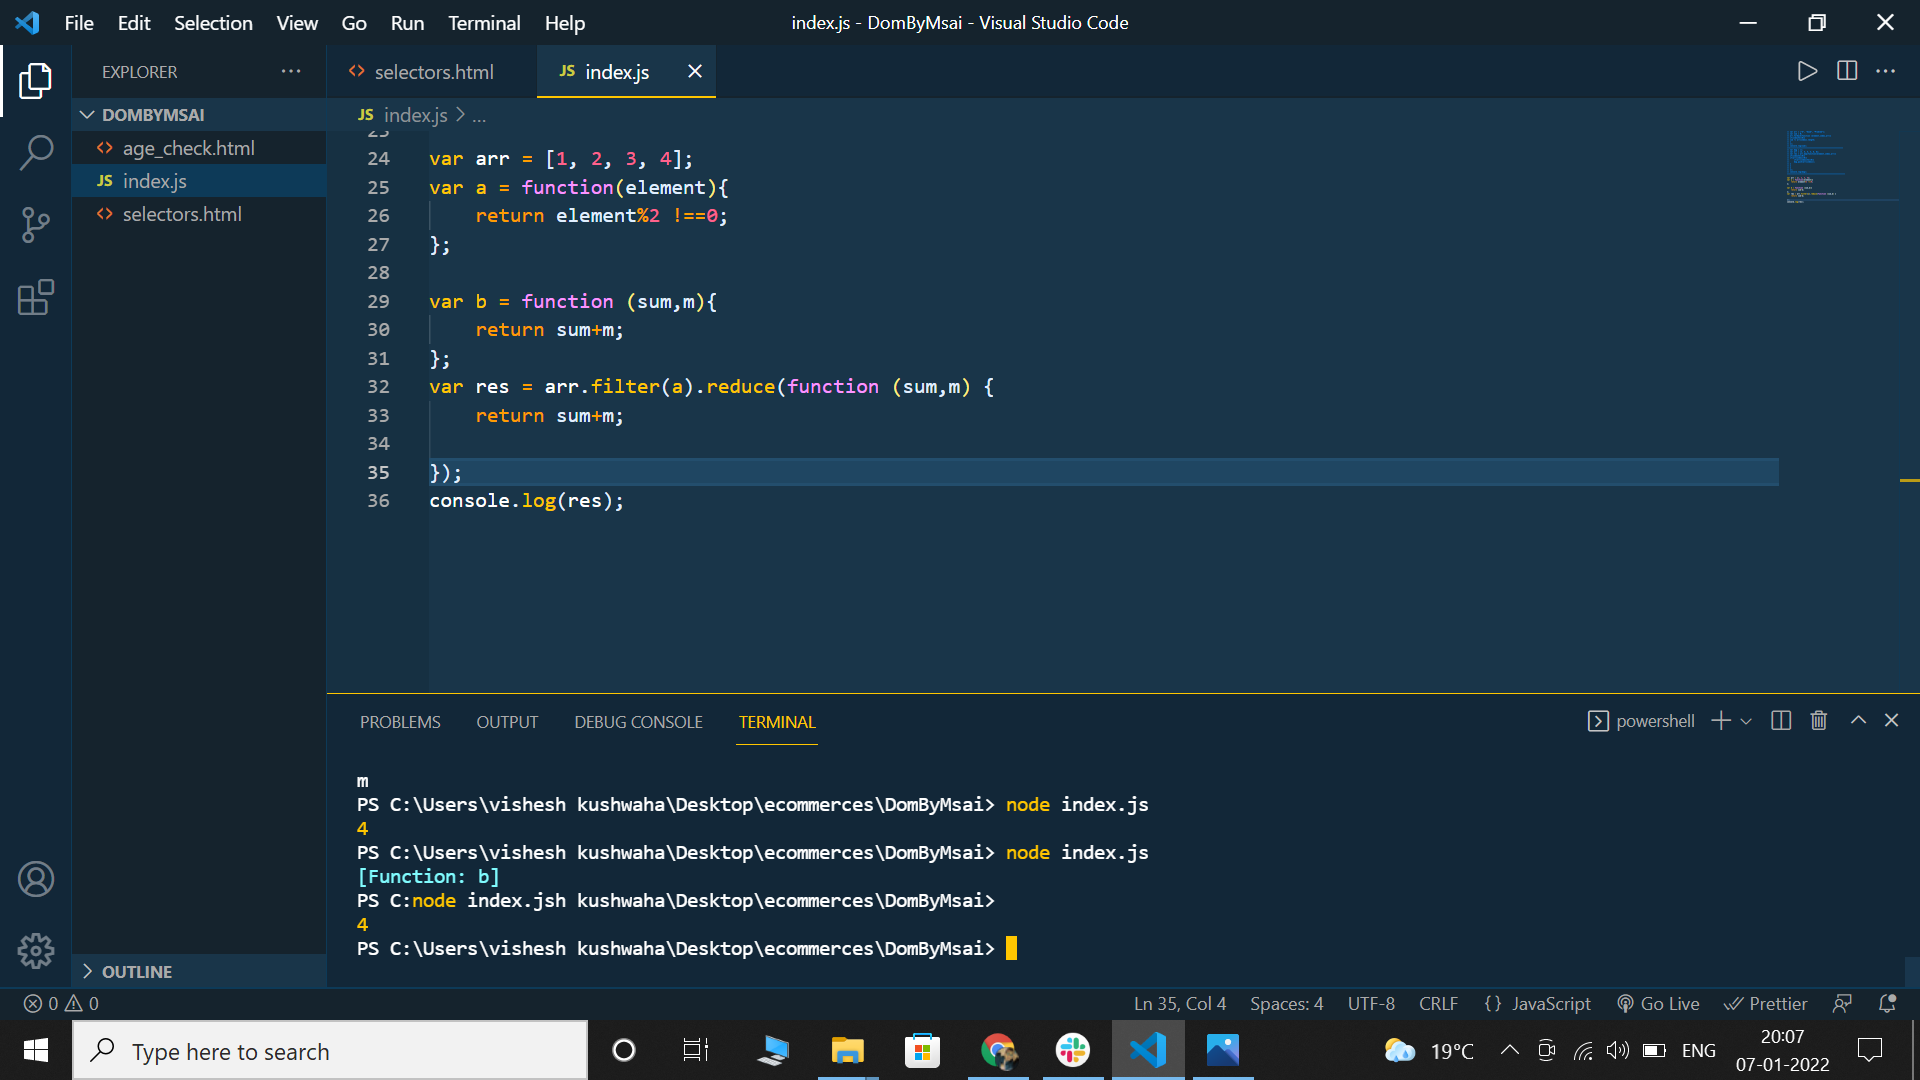 File Edit Selection View Go Run Terminal Help
index.js - DomByMsai - Visual Studio Code
EXPLORER
DOMBYMSAI
age_check.html
JS index.js
selectors.html
OUTLINE
selectors.html
JS index.js
JS index.js > ...
23
24 var arr = [1, 2, 3, 4];
25 var a = function(element){
26     return element%2 !==0;
27 };
28
29 var b = function (sum,m){
30     return sum+m;
31 };
32 var res = arr.filter(a).reduce(function (sum,m) {
33     return sum+m;
34
35 });
36 console.log(res);
PROBLEMS OUTPUT DEBUG CONSOLE TERMINAL
powershell
m
PS C:\Users\vishesh kushwaha\Desktop\ecommerces\DomByMsai> node index.js
4
PS C:\Users\vishesh kushwaha\Desktop\ecommerces\DomByMsai> node index.js
[Function: b]
PS C:node index.jsh kushwaha\Desktop\ecommerces\DomByMsai>
4
PS C:\Users\vishesh kushwaha\Desktop\ecommerces\DomByMsai>
0 0
Ln 35, Col 4 Spaces: 4 UTF-8 CRLF {} JavaScript Go Live Prettier
Type here to search
19°C
ENG
20:07
07-01-2022